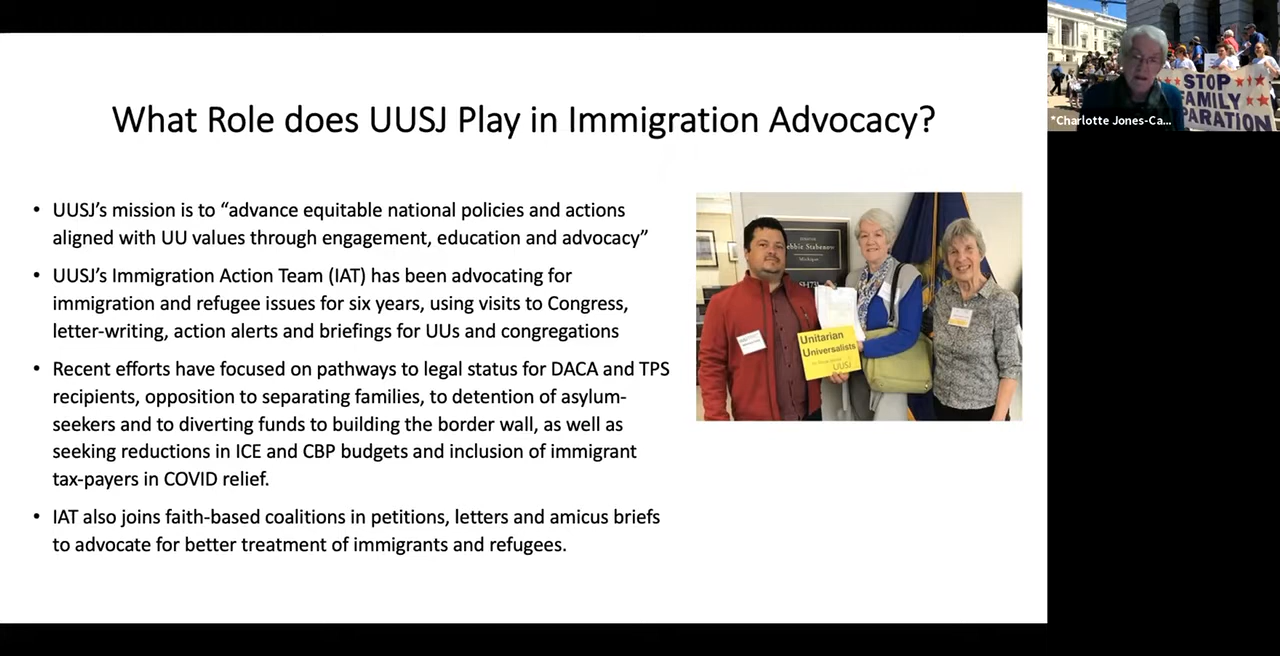 What Role does UUSJ Play in Immigration Advocacy?
• UUSJ’s mission is to “advance equitable national policies and actions
aligned with UU values through engagement, education and advocacy”
• UUSJ’s Immigration Action Team (IAT) has been advocating for
immigration and refugee issues for six years, using visits to Congress,
letter-writing, action alerts and briefings for UUs and congregations
• Recent efforts have focused on pathways to legal status for DACA and TPS
recipients, opposition to separating families, to detention of asylum-
seekers and to diverting funds to building the border wall, as well as
seeking reductions in ICE and CBP budgets and inclusion of immigrant
tax-payers in COVID relief.
• IAT also joins faith-based coalitions in petitions, letters and amicus briefs
to advocate for better treatment of immigrants and refugees.
ebbie Stabenow
Michigan
Unitarian
Universalists
UUSJ
STOP
FAMILY
PARATION
*Charlotte Jones-Ca...